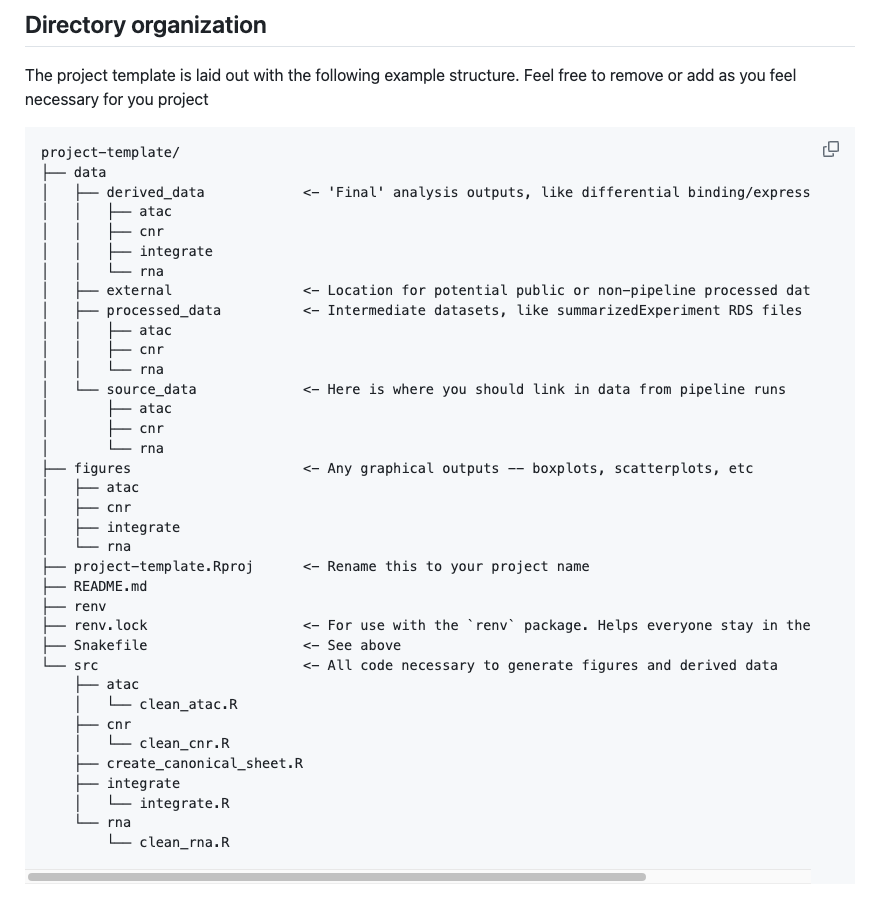 Directory organization
The project template is laid out with the following example structure. Feel free to remove or add as you feel
necessary for you project
project-template/
├── data
│   ├── derived_data            <- 'Final' analysis outputs, like differential binding/express
│   │   ├── atac
│   │   ├── cnr
│   │   ├── integrate
│   │   └── rna
│   ├── external                <- Location for potential public or non-pipeline processed dat
│   ├── processed_data          <- Intermediate datasets, like summarizedExperiment RDS files
│   │   ├── atac
│   │   ├── cnr
│   │   └── rna
│   └── source_data             <- Here is where you should link in data from pipeline runs
│       ├── atac
│       ├── cnr
│       └── rna
├── figures                     <- Any graphical outputs -- boxplots, scatterplots, etc
│   ├── atac
│   ├── cnr
│   ├── integrate
│   └── rna
├── project-template.Rproj      <- Rename this to your project name
├── README.md
├── renv
├── renv.lock                   <- For use with the `renv` package. Helps everyone stay in the
├── Snakefile                   <- See above
└── src                         <- All code necessary to generate figures and derived data
    ├── atac
    │   └── clean_atac.R
    ├── cnr
    │   └── clean_cnr.R
    ├── create_canonical_sheet.R
    ├── integrate
    │   └── integrate.R
    └── rna
        └── clean_rna.R